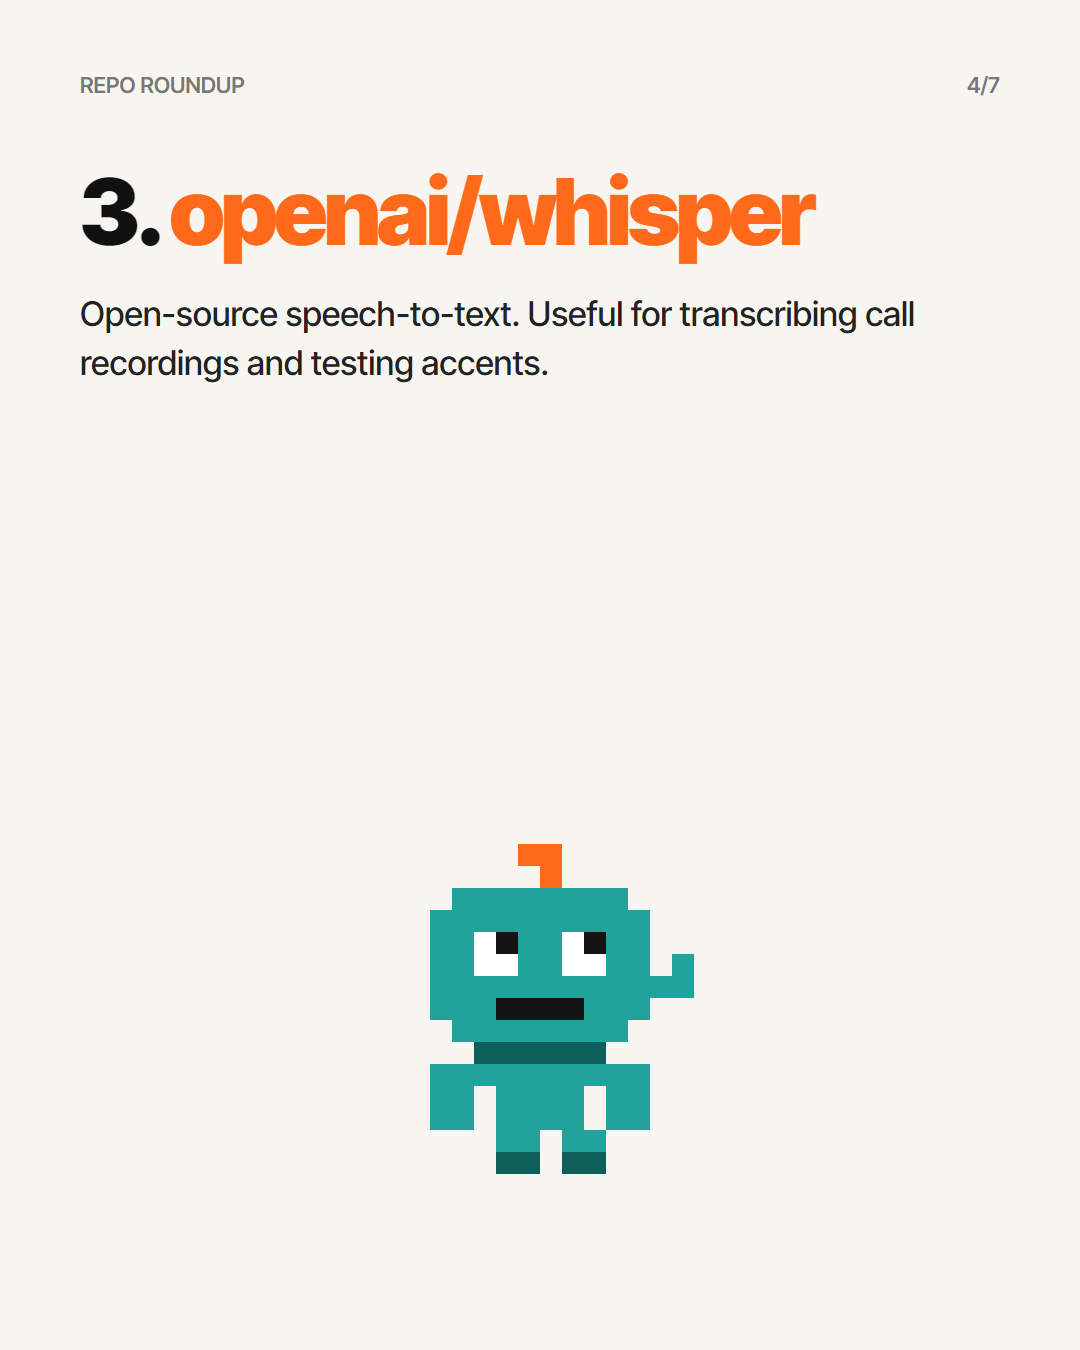 REPO ROUNDUP
4/7
3. openai/whisper
Open-source speech-to-text. Useful for transcribing call
recordings and testing accents.